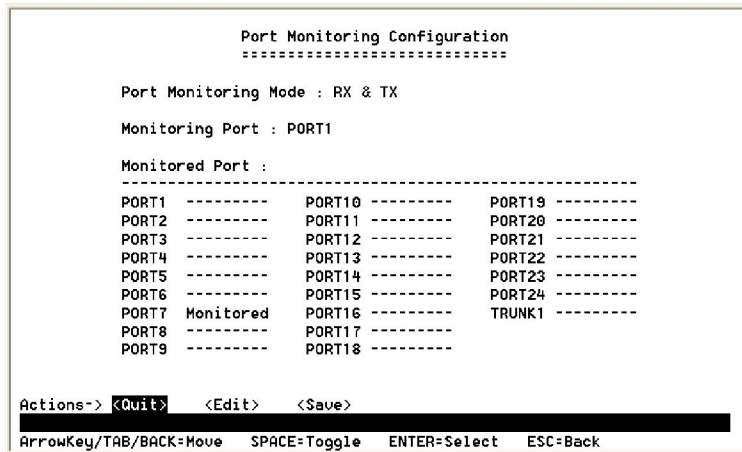 Port Monitoring Configuration
=============================
Port Monitoring Mode : RX & TX
Monitoring Port : PORT1
Monitored Port :
--------------------------------------------------------
PORT1 --------- PORT10 --------- PORT19 ---------
PORT2 --------- PORT11 --------- PORT20 ---------
PORT3 --------- PORT12 --------- PORT21 ---------
PORT4 --------- PORT13 --------- PORT22 ---------
PORT5 --------- PORT14 --------- PORT23 ---------
PORT6 --------- PORT15 --------- PORT24 ---------
PORT7 Monitored PORT16 --------- TRUNK1 ---------
PORT8 --------- PORT17 ---------
PORT9 --------- PORT18 ---------
Actions-> <Quit> <Edit> <Save>
ArrowKey/TAB/BACK=Move SPACE=Toggle ENTER=Select ESC=Back